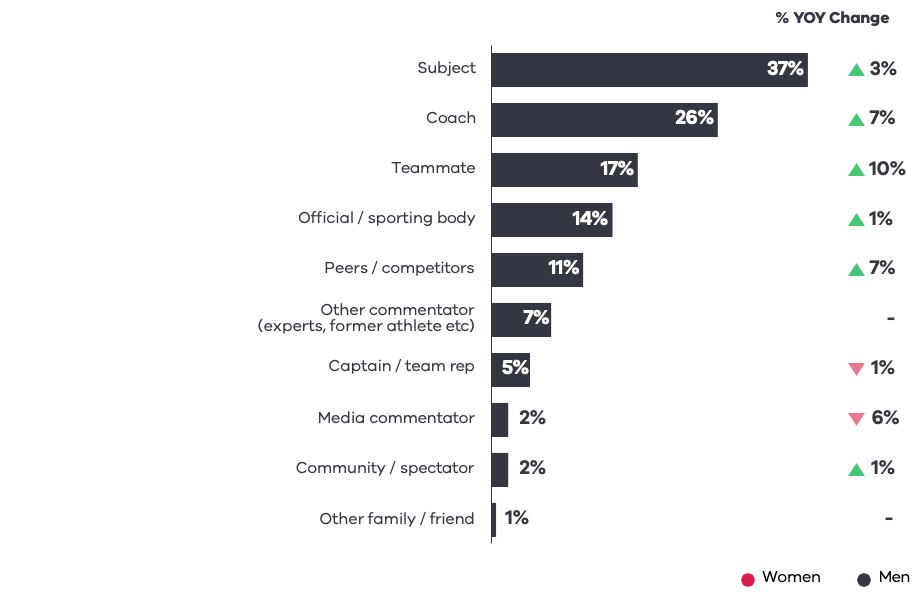 % YOY Change
Subject 37% 3%
Coach 26% 7%
Teammate 17% 10%
Official / sporting body 14% 1%
Peers / competitors 11% 7%
Other commentator
(experts, former athlete etc) 7% -
Captain / team rep 5% 1%
Media commentator 2% 6%
Community / spectator 2% 1%
Other family / friend 1% -
Women Men